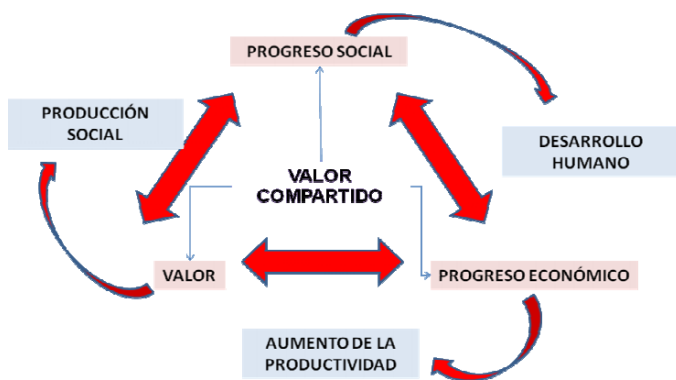 PROGRESO SOCIAL
PRODUCCIÓN
SOCIAL
DESARROLLO
HUMANO
VALOR
COMPARTIDO
VALOR
PROGRESO ECONÓMICO
AUMENTO DE LA
PRODUCTIVIDAD